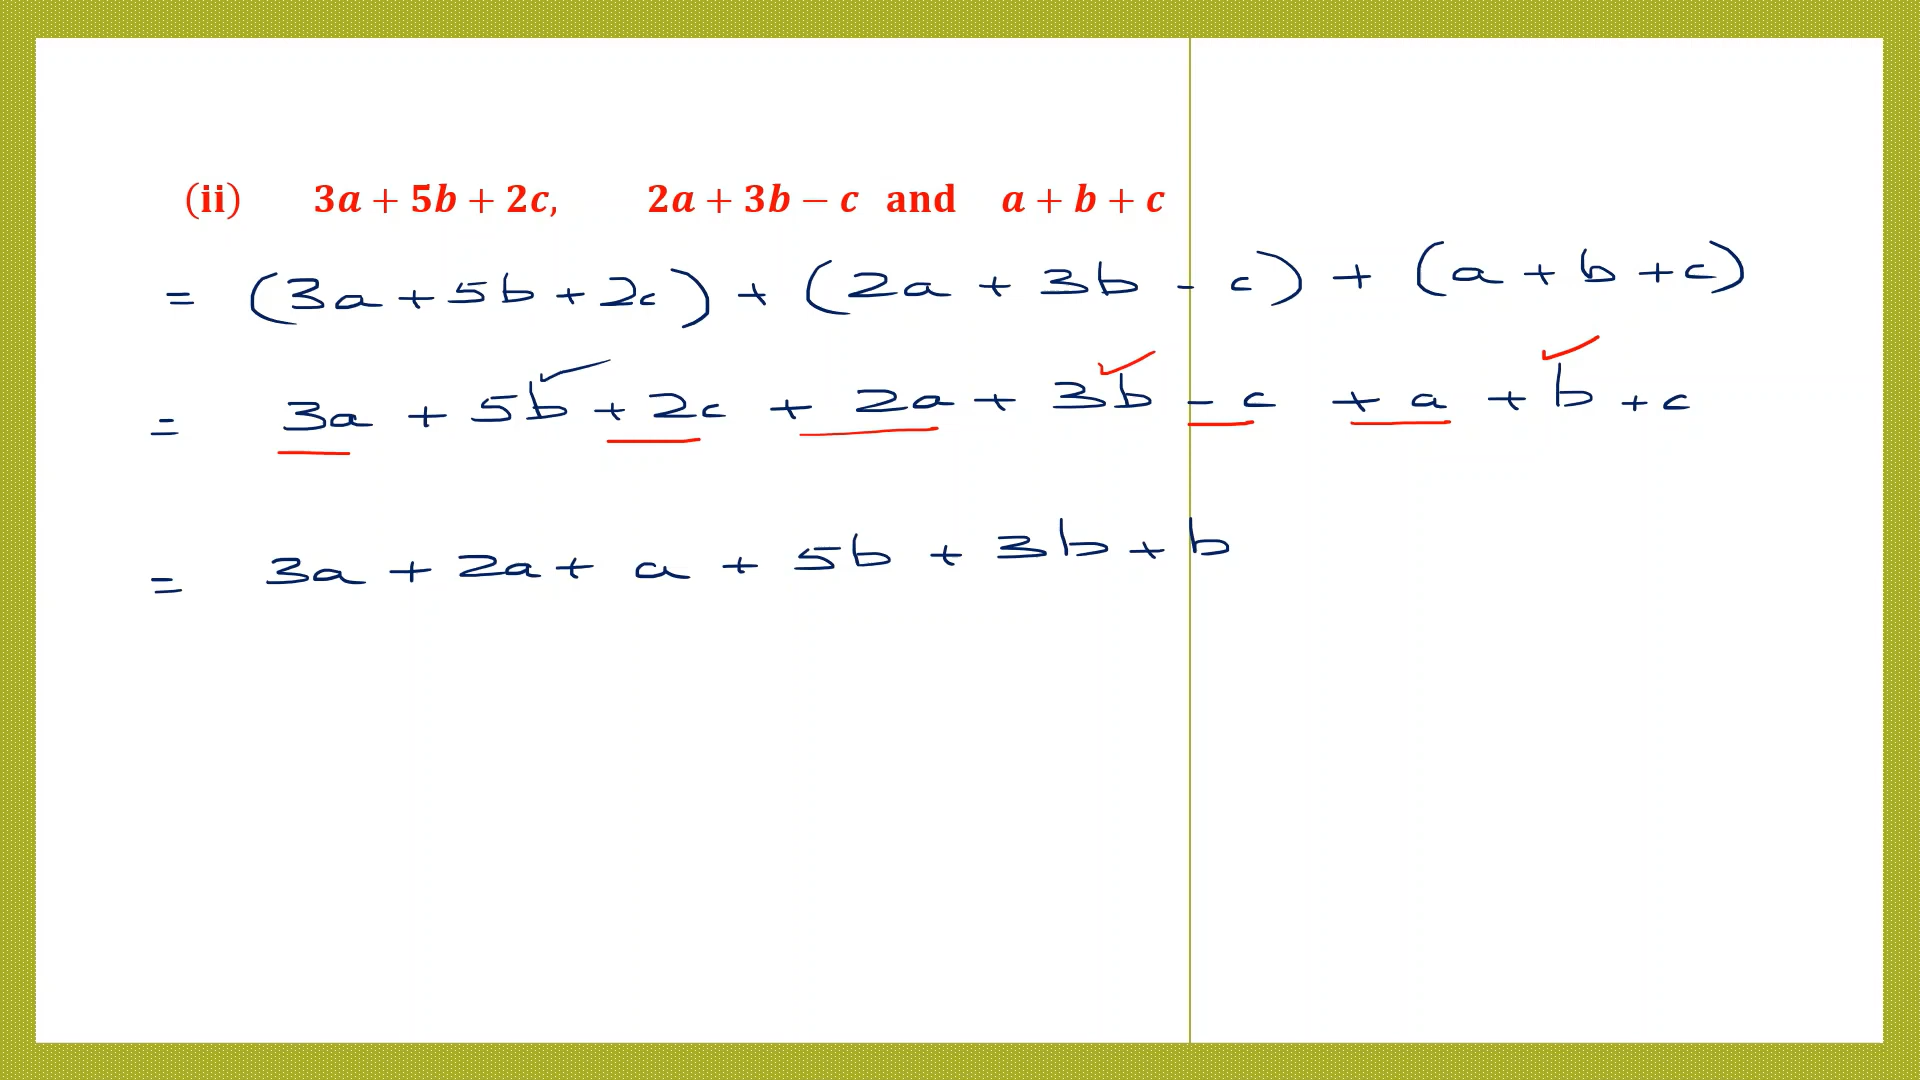 (ii) 3a + 5b + 2c, 2a + 3b − c and a + b + c
= (3a + 5b + 2c) + (2a + 3b - c) + (a + b + c)
= 3a + 5b + 2c + 2a + 3b - c + a + b + c
= 3a + 2a + a + 5b + 3b + b